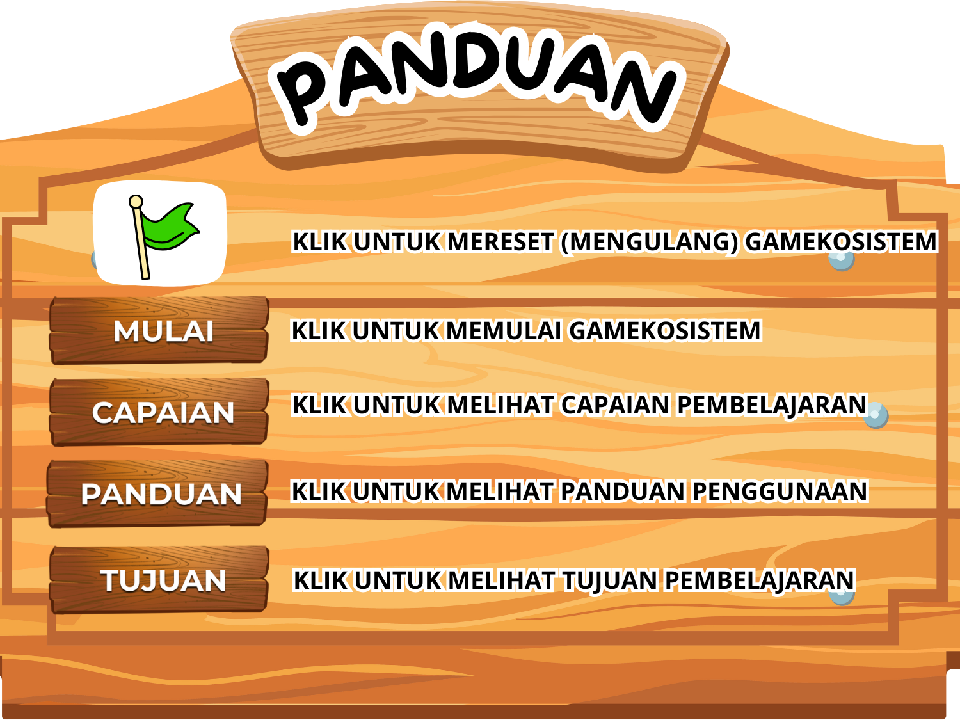 PANDUAN
KLIK UNTUK MERESET (MENGULANG) GAMEKOSISTEM
MULAI KLIK UNTUK MEMULAI GAMEKOSISTEM
CAPAIAN KLIK UNTUK MELIHAT CAPAIAN PEMBELAJARAN
PANDUAN KLIK UNTUK MELIHAT PANDUAN PENGGUNAAN
TUJUAN KLIK UNTUK MELIHAT TUJUAN PEMBELAJARAN